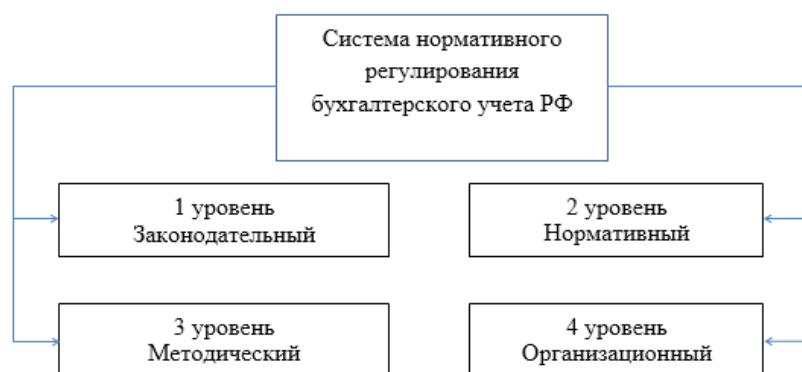 Система нормативного
регулирования
бухгалтерского учета РФ
1 уровень
Законодательный
2 уровень
Нормативный
3 уровень
Методический
4 уровень
Организационный